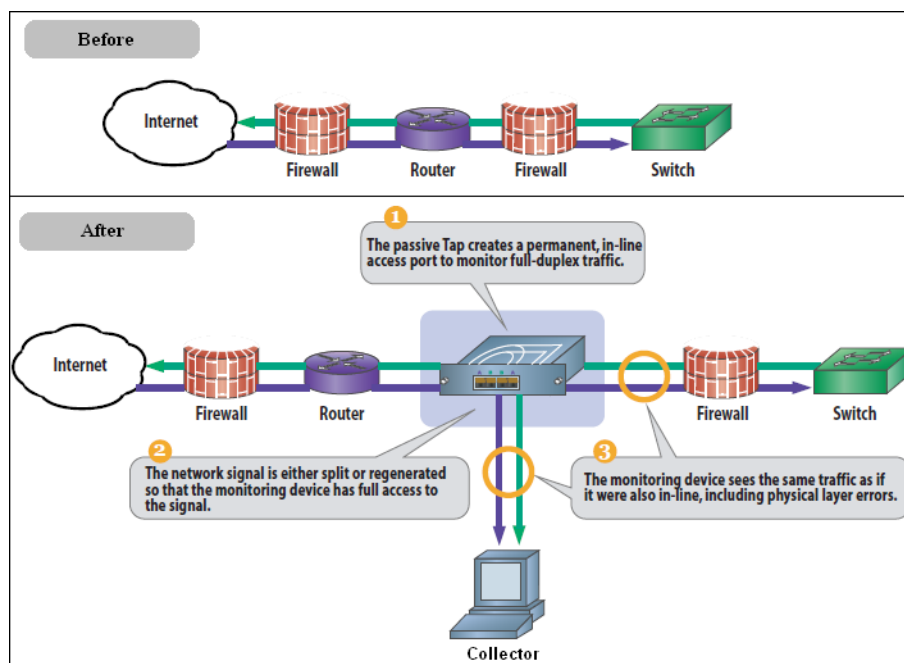 Before
Internet
Firewall
Router
Firewall
Switch
After
1
The passive Tap creates a permanent, in-line
access port to monitor full-duplex traffic.
Internet
Firewall
Router
Firewall
Switch
2
The network signal is either split or regenerated
so that the monitoring device has full access to
the signal.
3
The monitoring device sees the same traffic as if
it were also in-line, including physical layer errors.
Collector